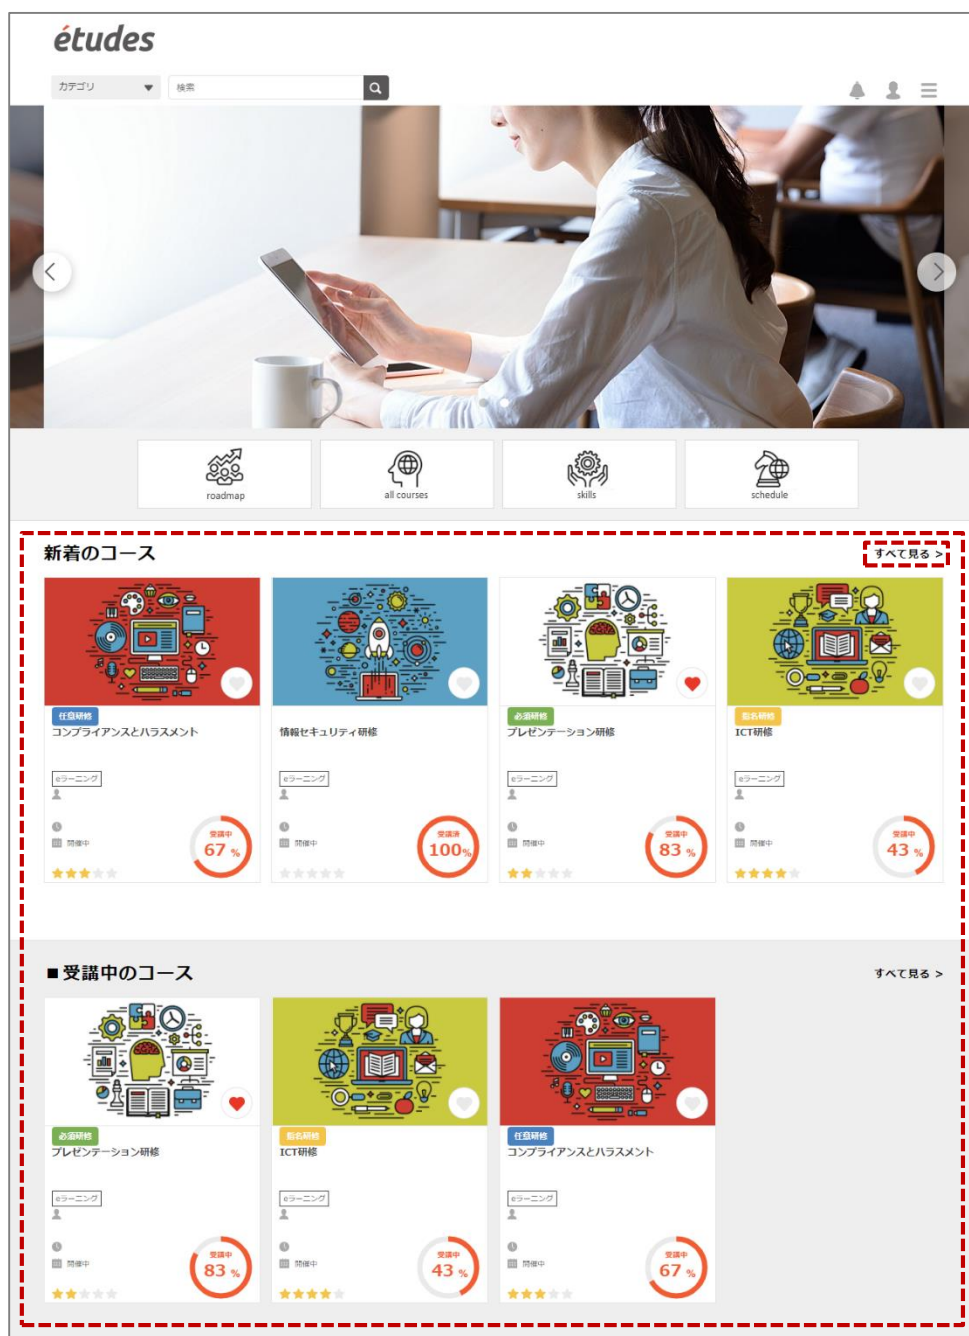 études
カテゴリ
検索
roadmap
all courses
skills
schedule
新着のコース
すべて見る >
任意研修
コンプライアンスとハラスメント
eラーニング
開催中
受講中
67 %
情報セキュリティ研修
eラーニング
開催中
受講済
100%
必須研修
プレゼンテーション研修
eラーニング
開催中
受講中
83 %
指名研修
ICT研修
eラーニング
開催中
受講中
43 %
■受講中のコース
すべて見る >
必須研修
プレゼンテーション研修
eラーニング
開催中
受講中
83 %
指名研修
ICT研修
eラーニング
開催中
受講中
43 %
任意研修
コンプライアンスとハラスメント
eラーニング
開催中
受講中
67 %